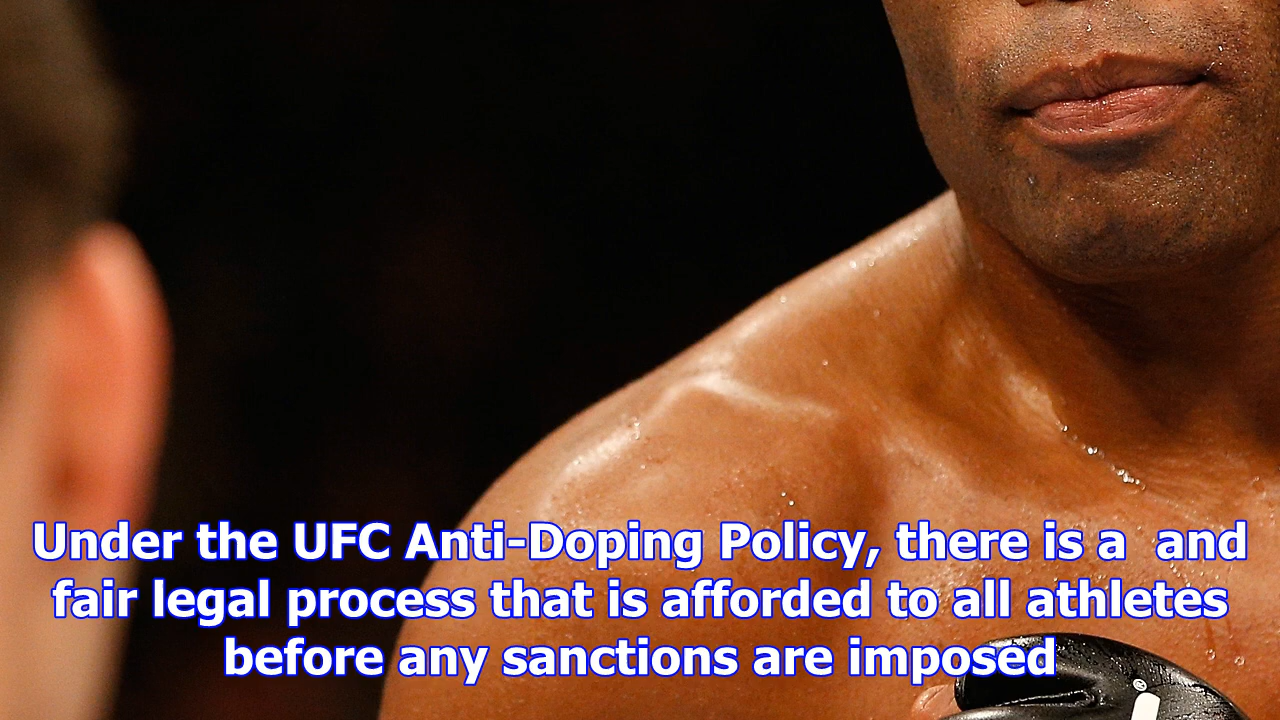 Under the UFC Anti-Doping Policy, there is a  and
fair legal process that is afforded to all athletes
before any sanctions are imposed